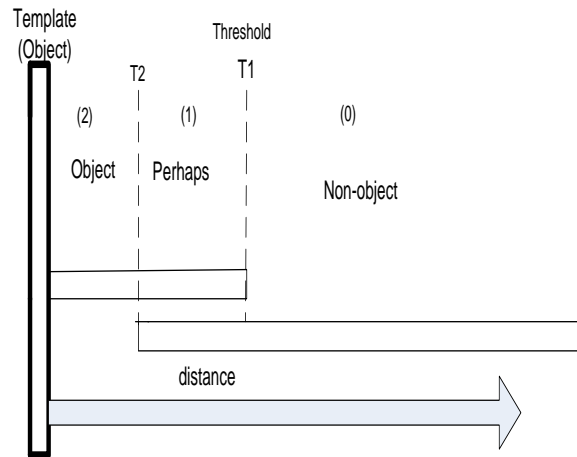 Template
(Object)
Threshold
T2
T1
(2)
(1)
(0)
Object
Perhaps
Non-object
distance